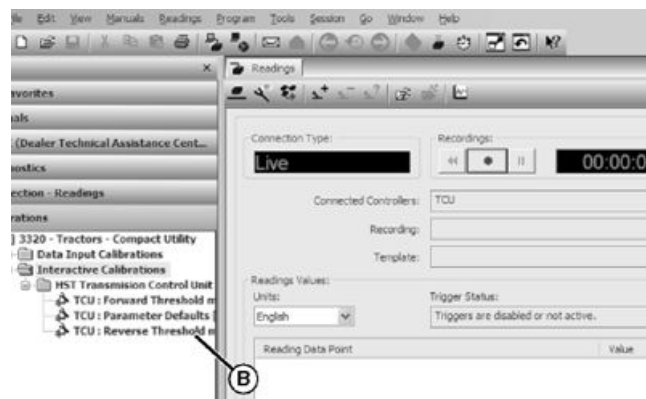 File Edit View Manuals Readings Program Tools Session Go Window Help
Readings
avorites
als
(Dealer Technical Assistance Cent...
nostics
ection - Readings
rations
3320 - Tractors - Compact Utility
Data Input Calibrations
Interactive Calibrations
HST Transmision Control Unit
TCU : Forward Threshold m
TCU : Parameter Defaults
TCU : Reverse Threshold m
Connection Type:
Live
Recordings:
00:00:0
Connected Controllers:
TCU
Recording:
Template:
Readings Values:
Units:
English
Trigger Status:
Triggers are disabled or not active.
Reading Data Point
Value
B